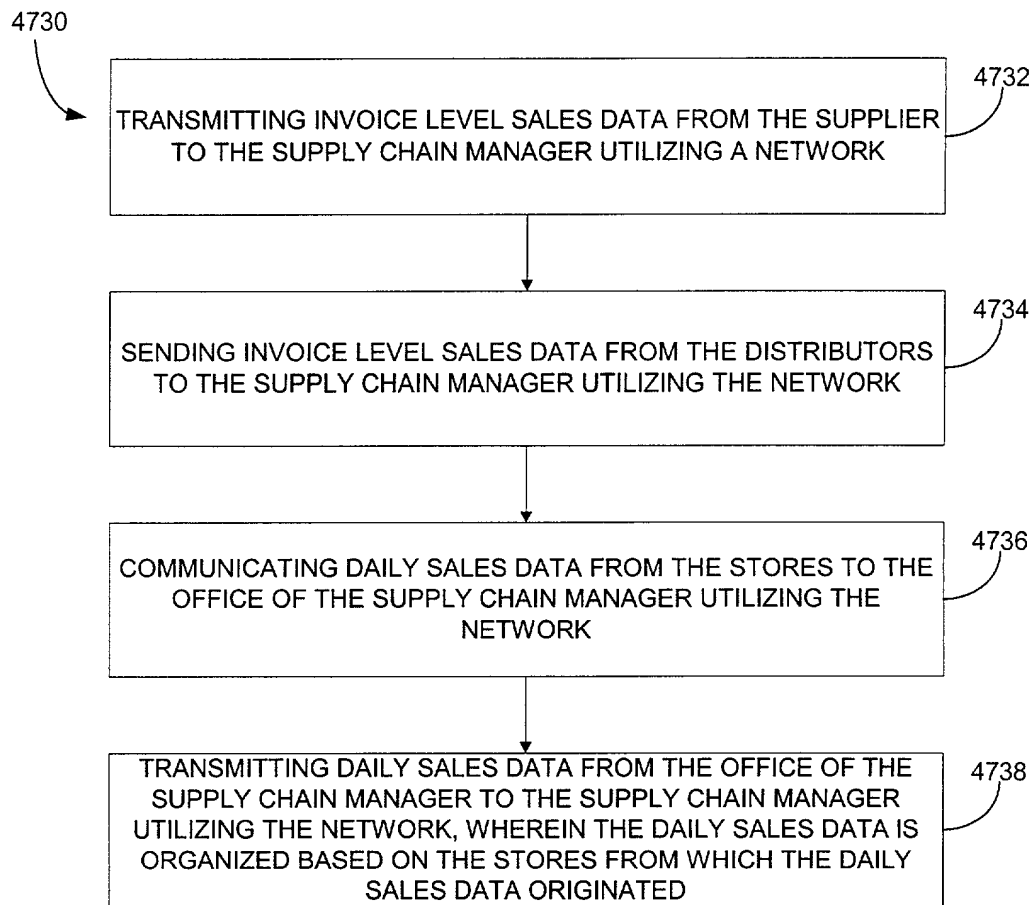 4730
4732
TRANSMITTING INVOICE LEVEL SALES DATA FROM THE SUPPLIER
TO THE SUPPLY CHAIN MANAGER UTILIZING A NETWORK
4734
SENDING INVOICE LEVEL SALES DATA FROM THE DISTRIBUTORS
TO THE SUPPLY CHAIN MANAGER UTILIZING THE NETWORK
4736
COMMUNICATING DAILY SALES DATA FROM THE STORES TO THE
OFFICE OF THE SUPPLY CHAIN MANAGER UTILIZING THE
NETWORK
4738
TRANSMITTING DAILY SALES DATA FROM THE OFFICE OF THE
SUPPLY CHAIN MANAGER TO THE SUPPLY CHAIN MANAGER
UTILIZING THE NETWORK, WHEREIN THE DAILY SALES DATA IS
ORGANIZED BASED ON THE STORES FROM WHICH THE DAILY
SALES DATA ORIGINATED